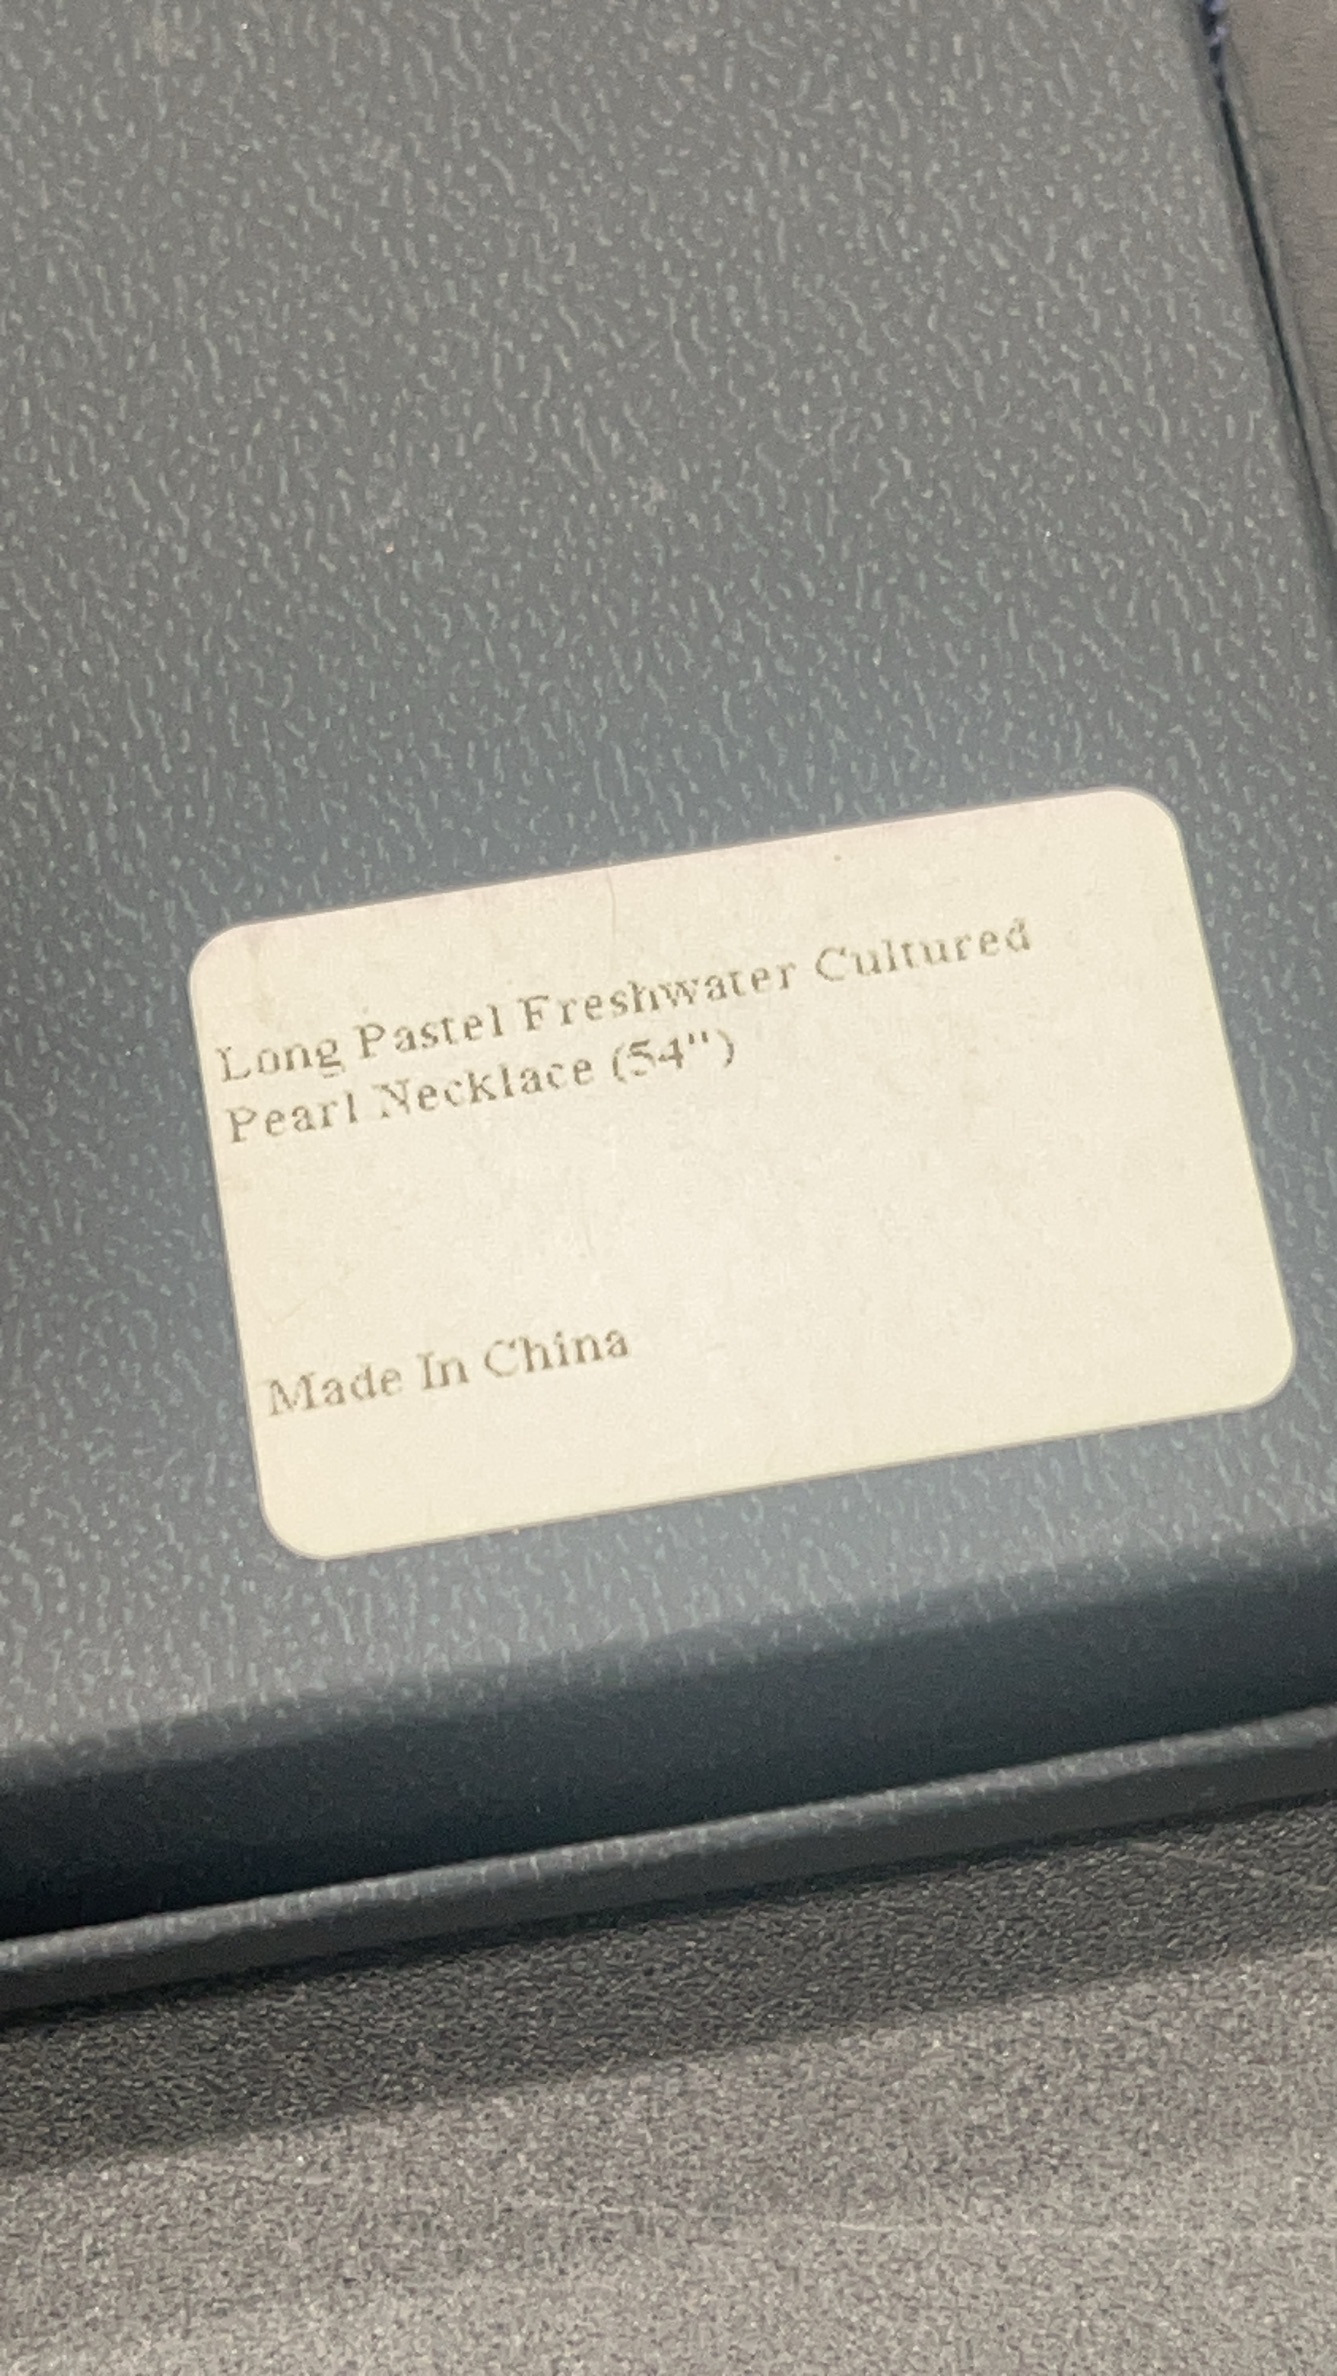 Long Pastel Freshwater Cultured
Pearl Necklace (54")
Made In China